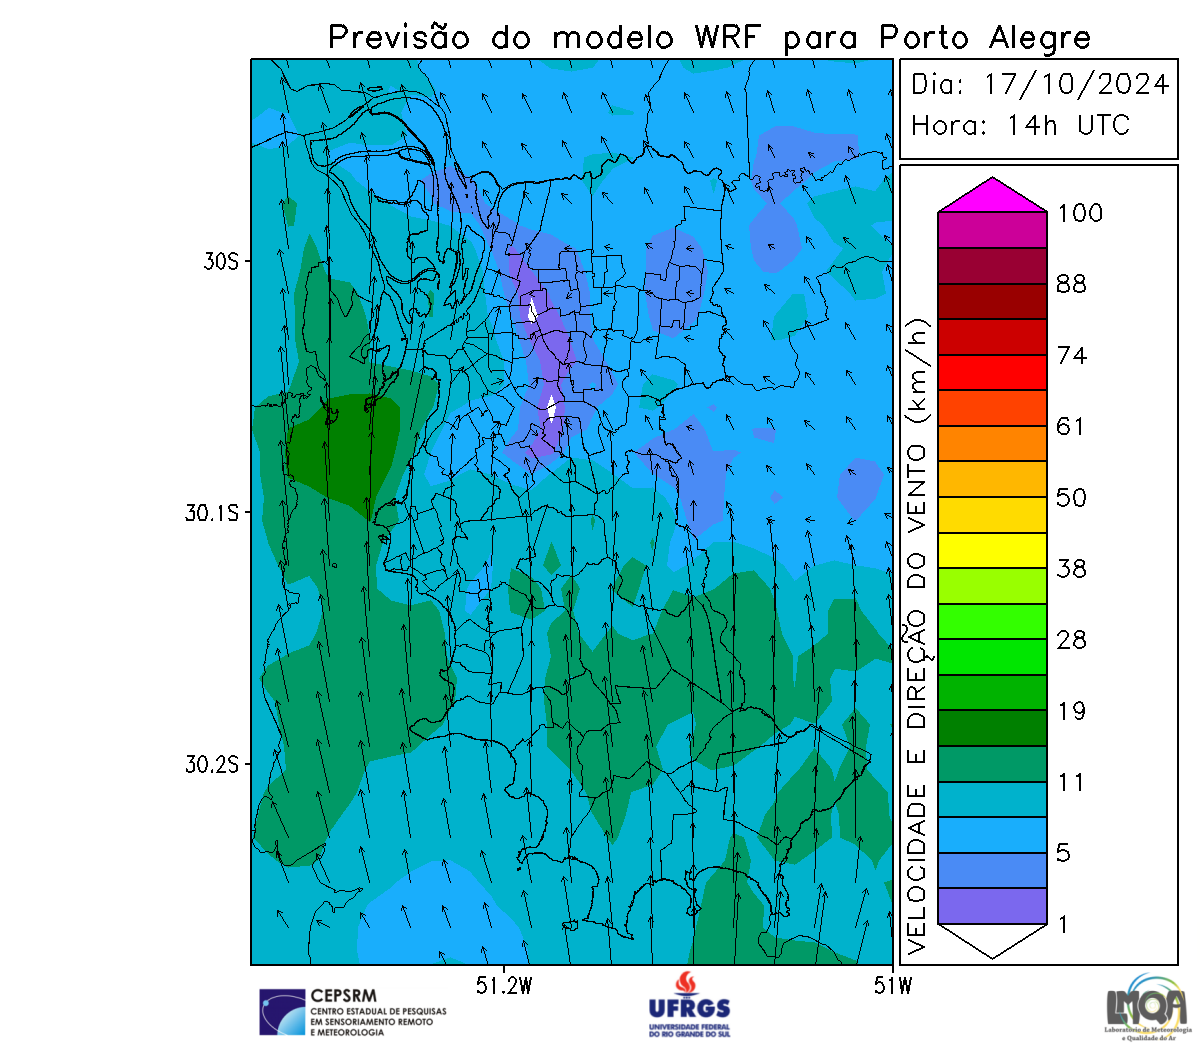 Previsão do modelo WRF para Porto Alegre
Dia: 17/10/2024
Hora: 14h UTC
30S
30.1S
30.2S
51.2W
51W
VELOCIDADE E DIREÇÃO DO VENTO (km/h)
100
88
74
61
50
38
28
19
11
5
1
CEPSRM
CENTRO ESTADUAL DE PESQUISAS
EM SENSORIAMENTO REMOTO
E METEOROLOGIA
UFRGS
UNIVERSIDADE FEDERAL
DO RIO GRANDE DO SUL
LMQA
Laboratório de Meteorologia
e Qualidade do Ar